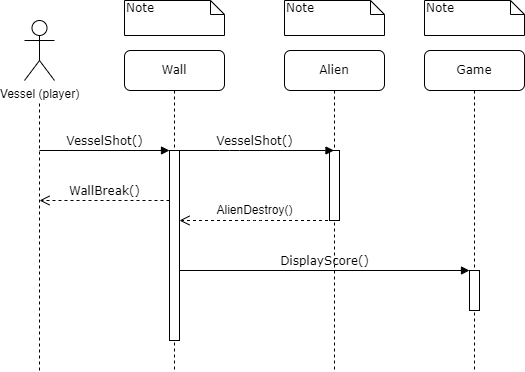 Note
Note
Note
Wall
Alien
Game
Vessel (player)
VesselShot()
VesselShot()
WallBreak()
AlienDestroy()
DisplayScore()